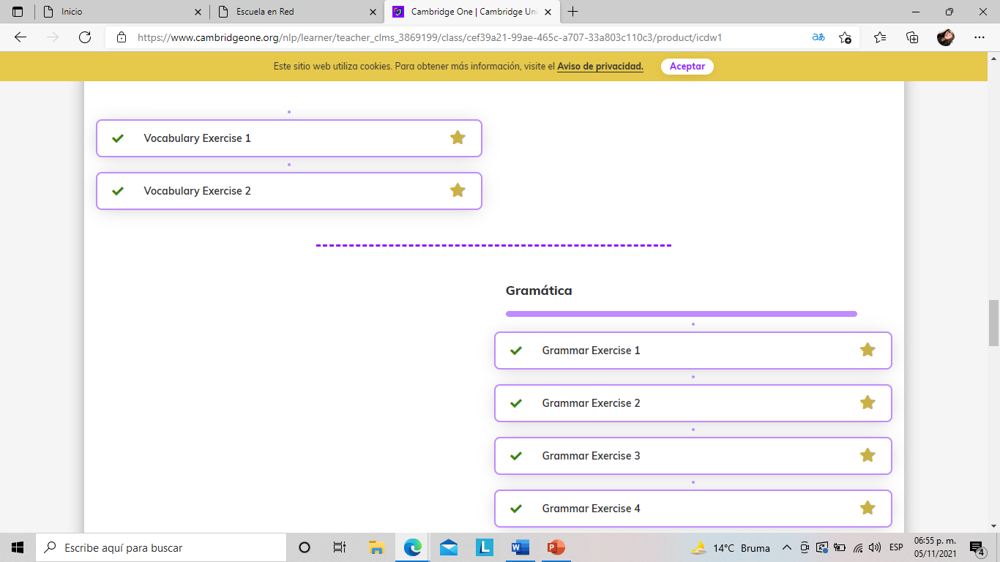 Inicio
Escuela en Red
Cambridge One | Cambridge Uni
https://www.cambridgeone.org/nlp/learner/teacher_clms_3869199/class/cef39a21-99ae-465c-a707-33a803c110c3/product/icdw1
Este sitio web utiliza cookies. Para obtener más información, visite el Aviso de privacidad. Aceptar
Vocabulary Exercise 1
Vocabulary Exercise 2
Gramática
Grammar Exercise 1
Grammar Exercise 2
Grammar Exercise 3
Grammar Exercise 4
Escribe aquí para buscar
14°C Bruma
ESP
06:55 p. m.
05/11/2021
4